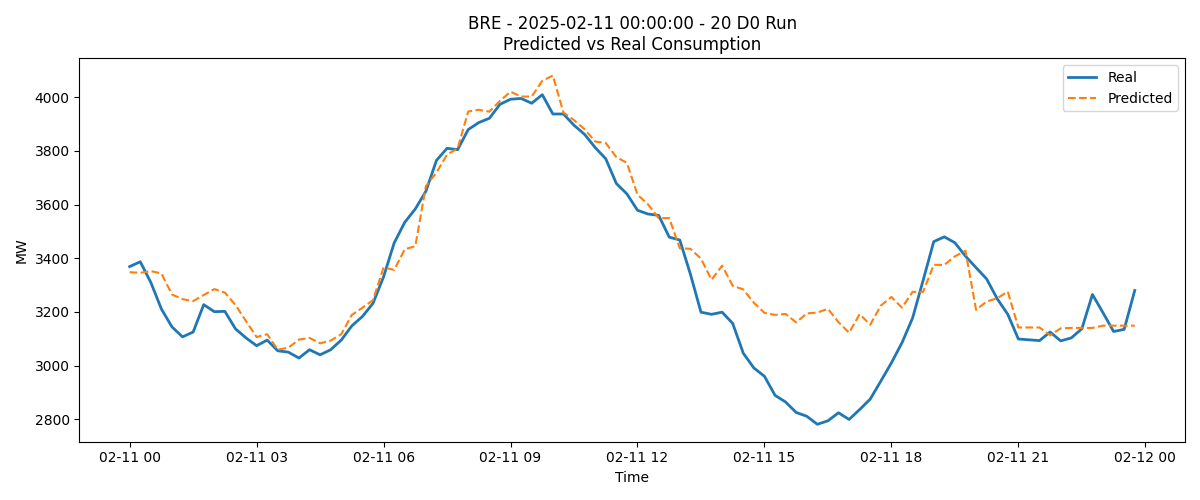 BRE - 2025-02-11 00:00:00 - 20 D0 Run
Predicted vs Real Consumption
Real
Predicted
MW
4000
3800
3600
3400
3200
3000
2800
02-11 00
02-11 03
02-11 06
02-11 09
02-11 12
02-11 15
02-11 18
02-11 21
02-12 00
Time